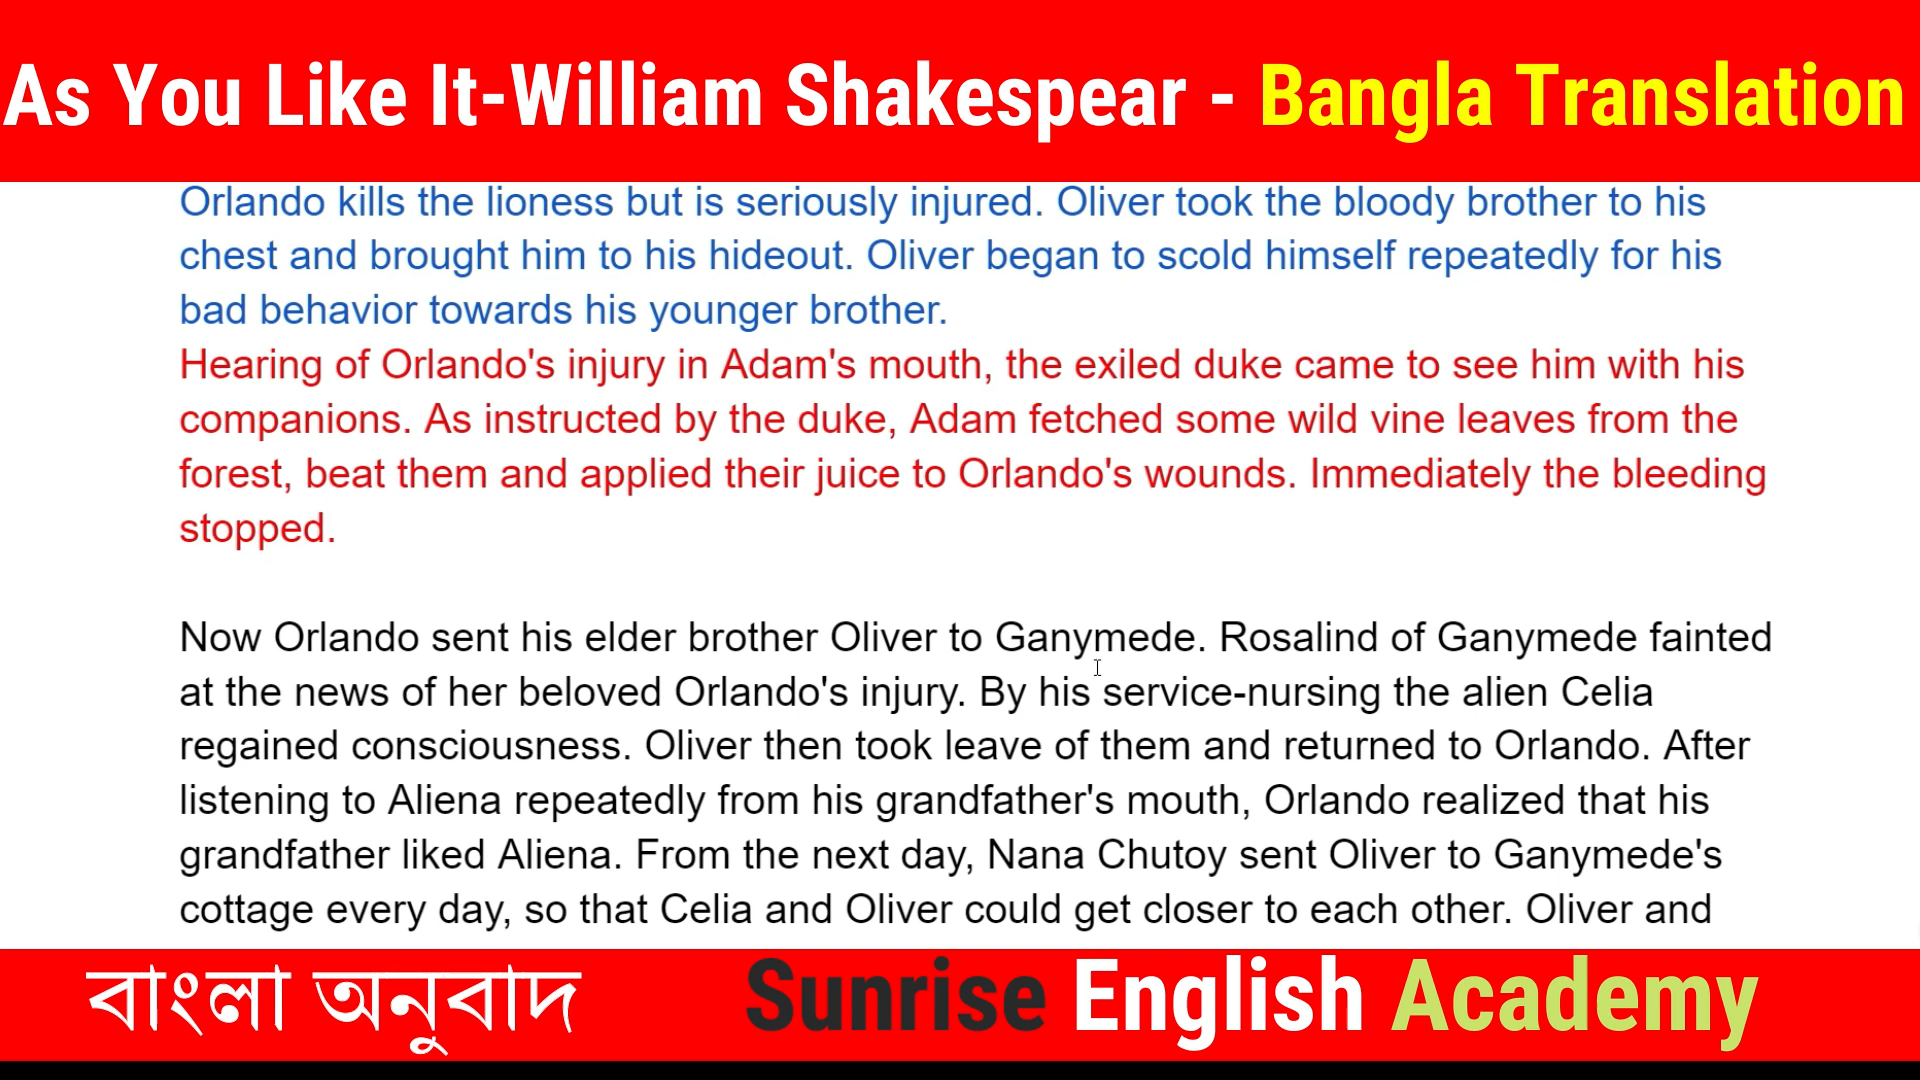 As You Like It-William Shakespear - Bangla Translation
Orlando kills the lioness but is seriously injured. Oliver took the bloody brother to his
chest and brought him to his hideout. Oliver began to scold himself repeatedly for his
bad behavior towards his younger brother.
Hearing of Orlando's injury in Adam's mouth, the exiled duke came to see him with his
companions. As instructed by the duke, Adam fetched some wild vine leaves from the
forest, beat them and applied their juice to Orlando's wounds. Immediately the bleeding
stopped.
Now Orlando sent his elder brother Oliver to Ganymede. Rosalind of Ganymede fainted
at the news of her beloved Orlando's injury. By his service-nursing the alien Celia
regained consciousness. Oliver then took leave of them and returned to Orlando. After
listening to Aliena repeatedly from his grandfather's mouth, Orlando realized that his
grandfather liked Aliena. From the next day, Nana Chutoy sent Oliver to Ganymede's
cottage every day, so that Celia and Oliver could get closer to each other. Oliver and
বাংলা অনুবাদ Sunrise English Academy